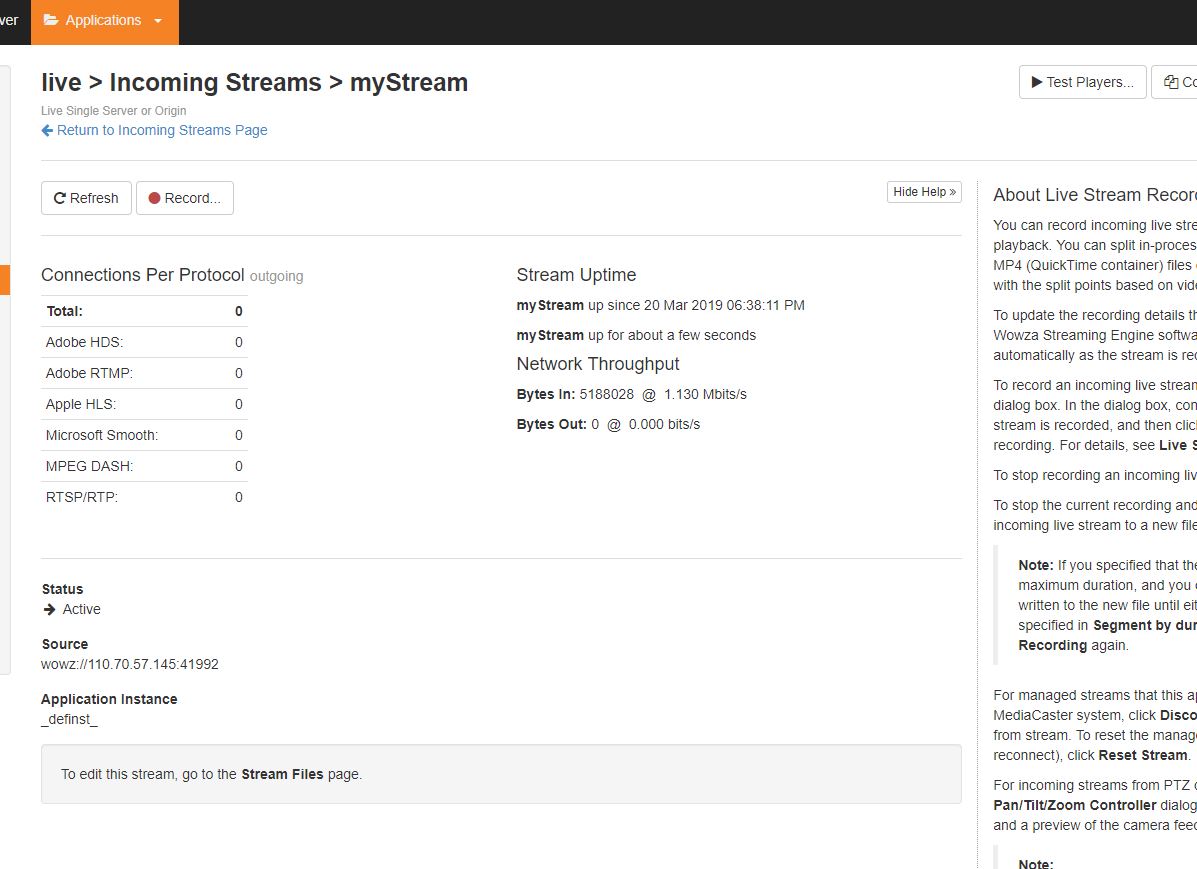 ver
Applications
live > Incoming Streams > myStream
Test Players...
Live Single Server or Origin
Return to Incoming Streams Page
Refresh
Record...
Hide Help »
Connections Per Protocol outgoing
Total: 0
Adobe HDS: 0
Adobe RTMP: 0
Apple HLS: 0
Microsoft Smooth: 0
MPEG DASH: 0
RTSP/RTP: 0
Stream Uptime
myStream up since 20 Mar 2019 06:38:11 PM
myStream up for about a few seconds
Network Throughput
Bytes In: 5188028 @ 1.130 Mbits/s
Bytes Out: 0 @ 0.000 bits/s
Status
Active
Source
wowz://110.70.57.145:41992
Application Instance
_definst_
To edit this stream, go to the Stream Files page.
About Live Stream Recor
You can record incoming live stre
playback. You can split in-proces
MP4 (QuickTime container) files
with the split points based on vid
To update the recording details th
Wowza Streaming Engine softwa
automatically as the stream is rec
To record an incoming live stream
dialog box. In the dialog box, con
stream is recorded, and then clic
recording. For details, see Live S
To stop recording an incoming liv
To stop the current recording and
incoming live stream to a new file
Note: If you specified that the
maximum duration, and you
written to the new file until eit
specified in Segment by dur
Recording again.
For managed streams that this ap
MediaCaster system, click Disco
from stream. To reset the manag
reconnect), click Reset Stream.
For incoming streams from PTZ
Pan/Tilt/Zoom Controller dialog
and a preview of the camera feed
Note: